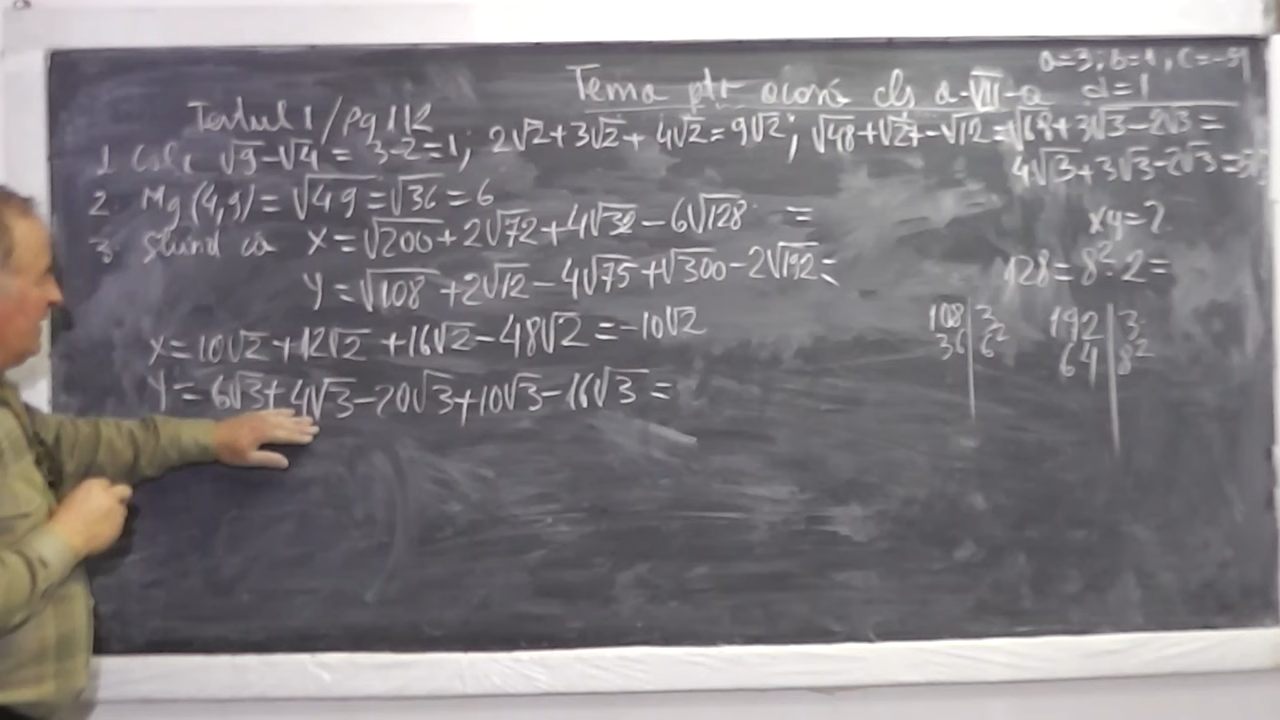 a=3; b=1, c=-51
Tema ptr acasă cls a-VII-a d=1
Testul 1/pg 112
1 Calc √9-√4 = 3-2=1; 2√2+3√2+4√2=9√2; √48+√27-√12=√16·3+3√3-2√3=
4√3+3√3-2√3=5√3
2. Mg(4,9)=√4·9=√36=6
3. Știind că X=√200+2√72+4√32-6√128 =
xy=?
Y=√108+2√12-4√75+√300-2√192=
128=8²·2=
X=10√2+12√2+16√2-48√2=-10√2
108 | 3
36 | 6²
192 | 3
64 | 8²
Y=6√3+4√3-20√3+10√3-16√3=